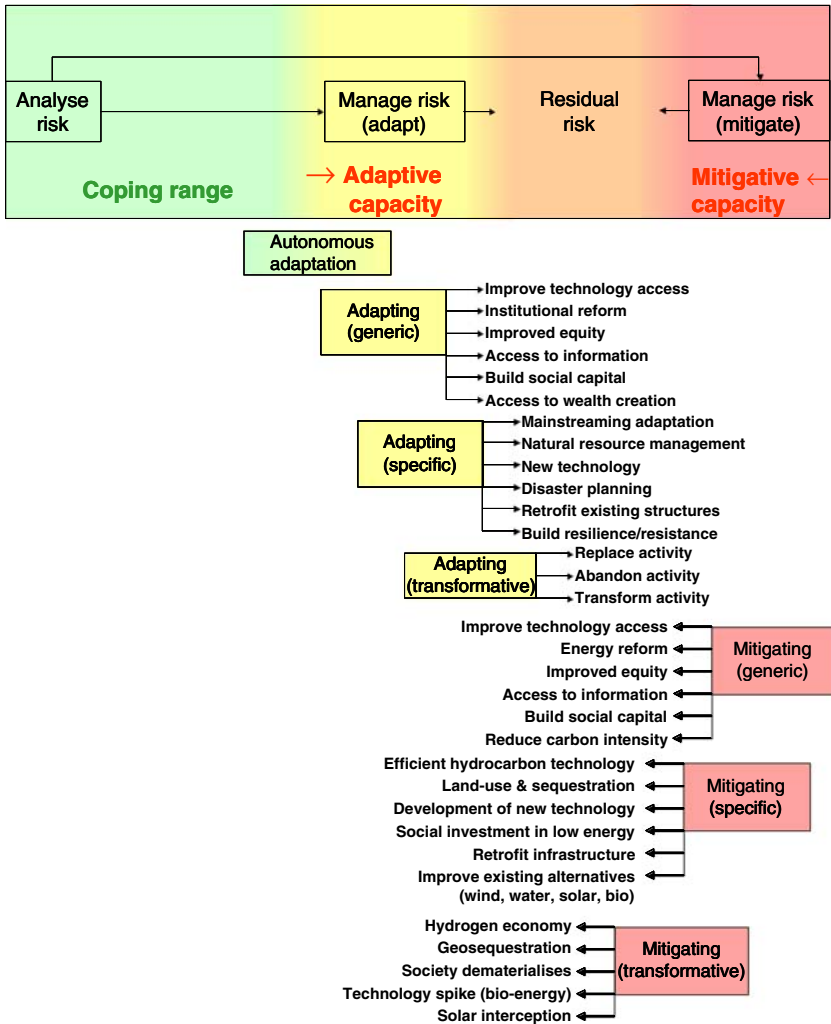 Analyse
risk
Manage risk
(adapt)
Residual
risk
Manage risk
(mitigate)
Coping range
→ Adaptive
capacity
Mitigative ←
capacity
Autonomous
adaptation
Adapting
(generic)
Improve technology access
Institutional reform
Improved equity
Access to information
Build social capital
Access to wealth creation
Adapting
(specific)
Mainstreaming adaptation
Natural resource management
New technology
Disaster planning
Retrofit existing structures
Build resilience/resistance
Adapting
(transformative)
Replace activity
Abandon activity
Transform activity
Mitigating
(generic)
Improve technology access
Energy reform
Improved equity
Access to information
Build social capital
Reduce carbon intensity
Mitigating
(specific)
Efficient hydrocarbon technology
Land-use & sequestration
Development of new technology
Social investment in low energy
Retrofit infrastructure
Improve existing alternatives
(wind, water, solar, bio)
Mitigating
(transformative)
Hydrogen economy
Geosequestration
Society dematerialises
Technology spike (bio-energy)
Solar interception